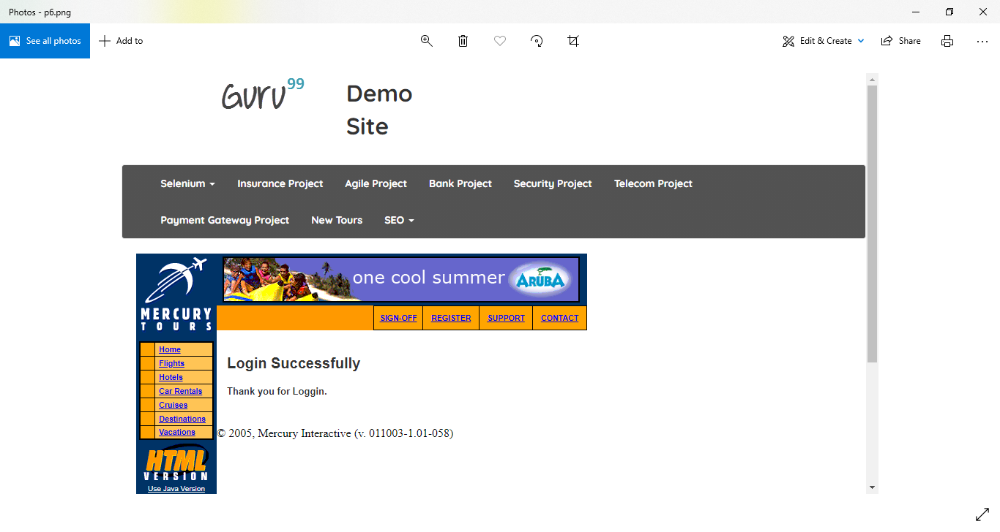 Photos - p6.png
See all photos
Add to
Edit & Create
Share
Guru99
Demo
Site
Selenium
Insurance Project
Agile Project
Bank Project
Security Project
Telecom Project
Payment Gateway Project
New Tours
SEO
one cool summer
ARUBA
MERCURY
TOURS
SIGN-OFF
REGISTER
SUPPORT
CONTACT
Home
Flights
Hotels
Car Rentals
Cruises
Destinations
Vacations
Login Successfully
Thank you for Loggin.
© 2005, Mercury Interactive (v. 011003-1.01-058)
HTML
VERSION
Use Java Version